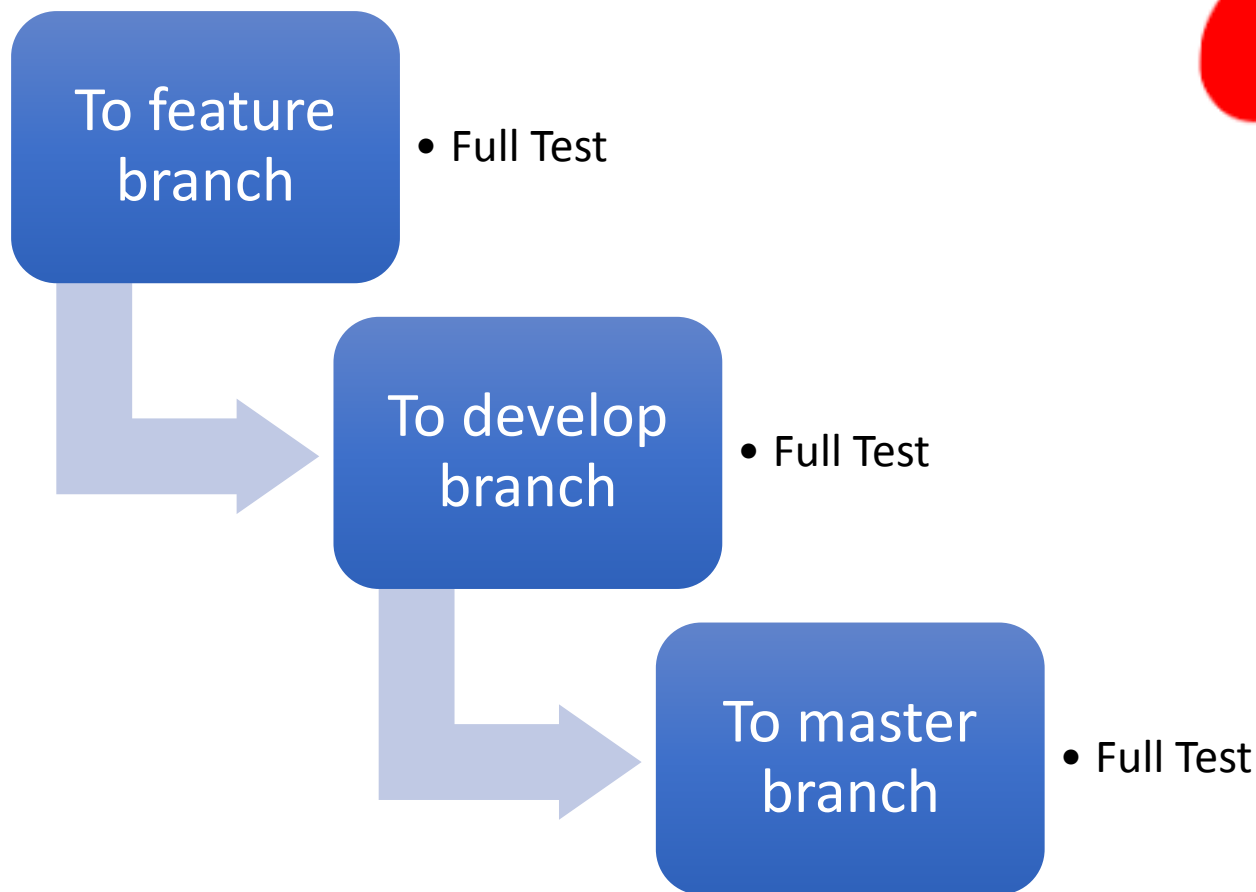 To feature
branch
• Full Test
To develop
branch
• Full Test
To master
branch
• Full Test